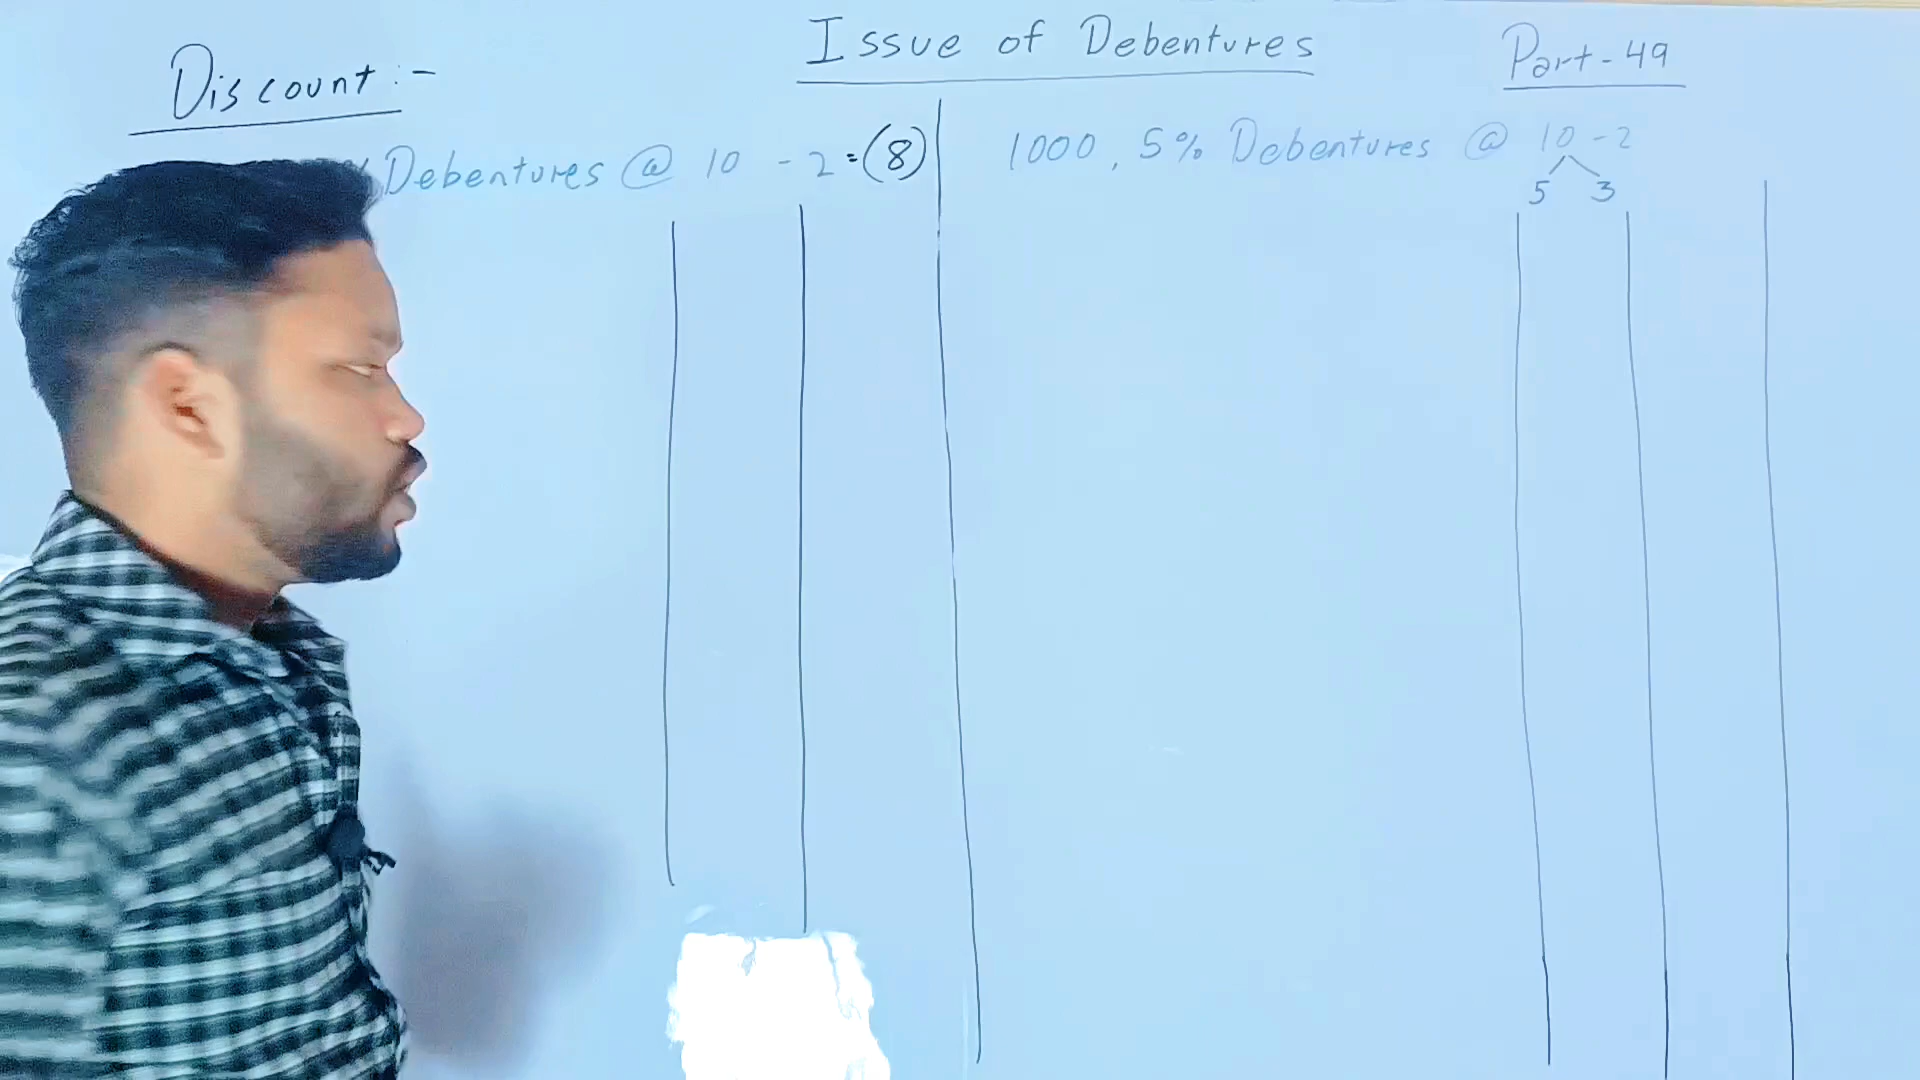 Issue of Debentures
Part-49
Discount:-
% Debentures @ 10 - 2 = (8)
1000, 5% Debentures @ 10 - 2
5 3